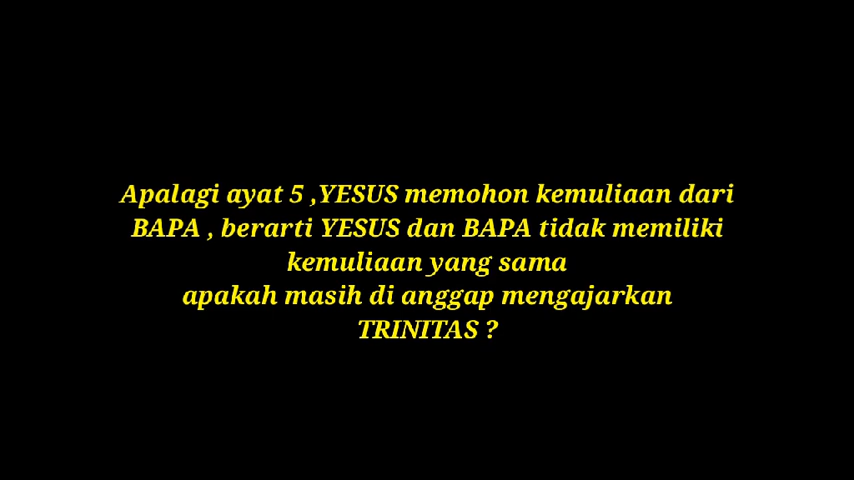 Apalagi ayat 5 ,YESUS memohon kemuliaan dari
BAPA , berarti YESUS dan BAPA tidak memiliki
kemuliaan yang sama
apakah masih di anggap mengajarkan
TRINITAS ?